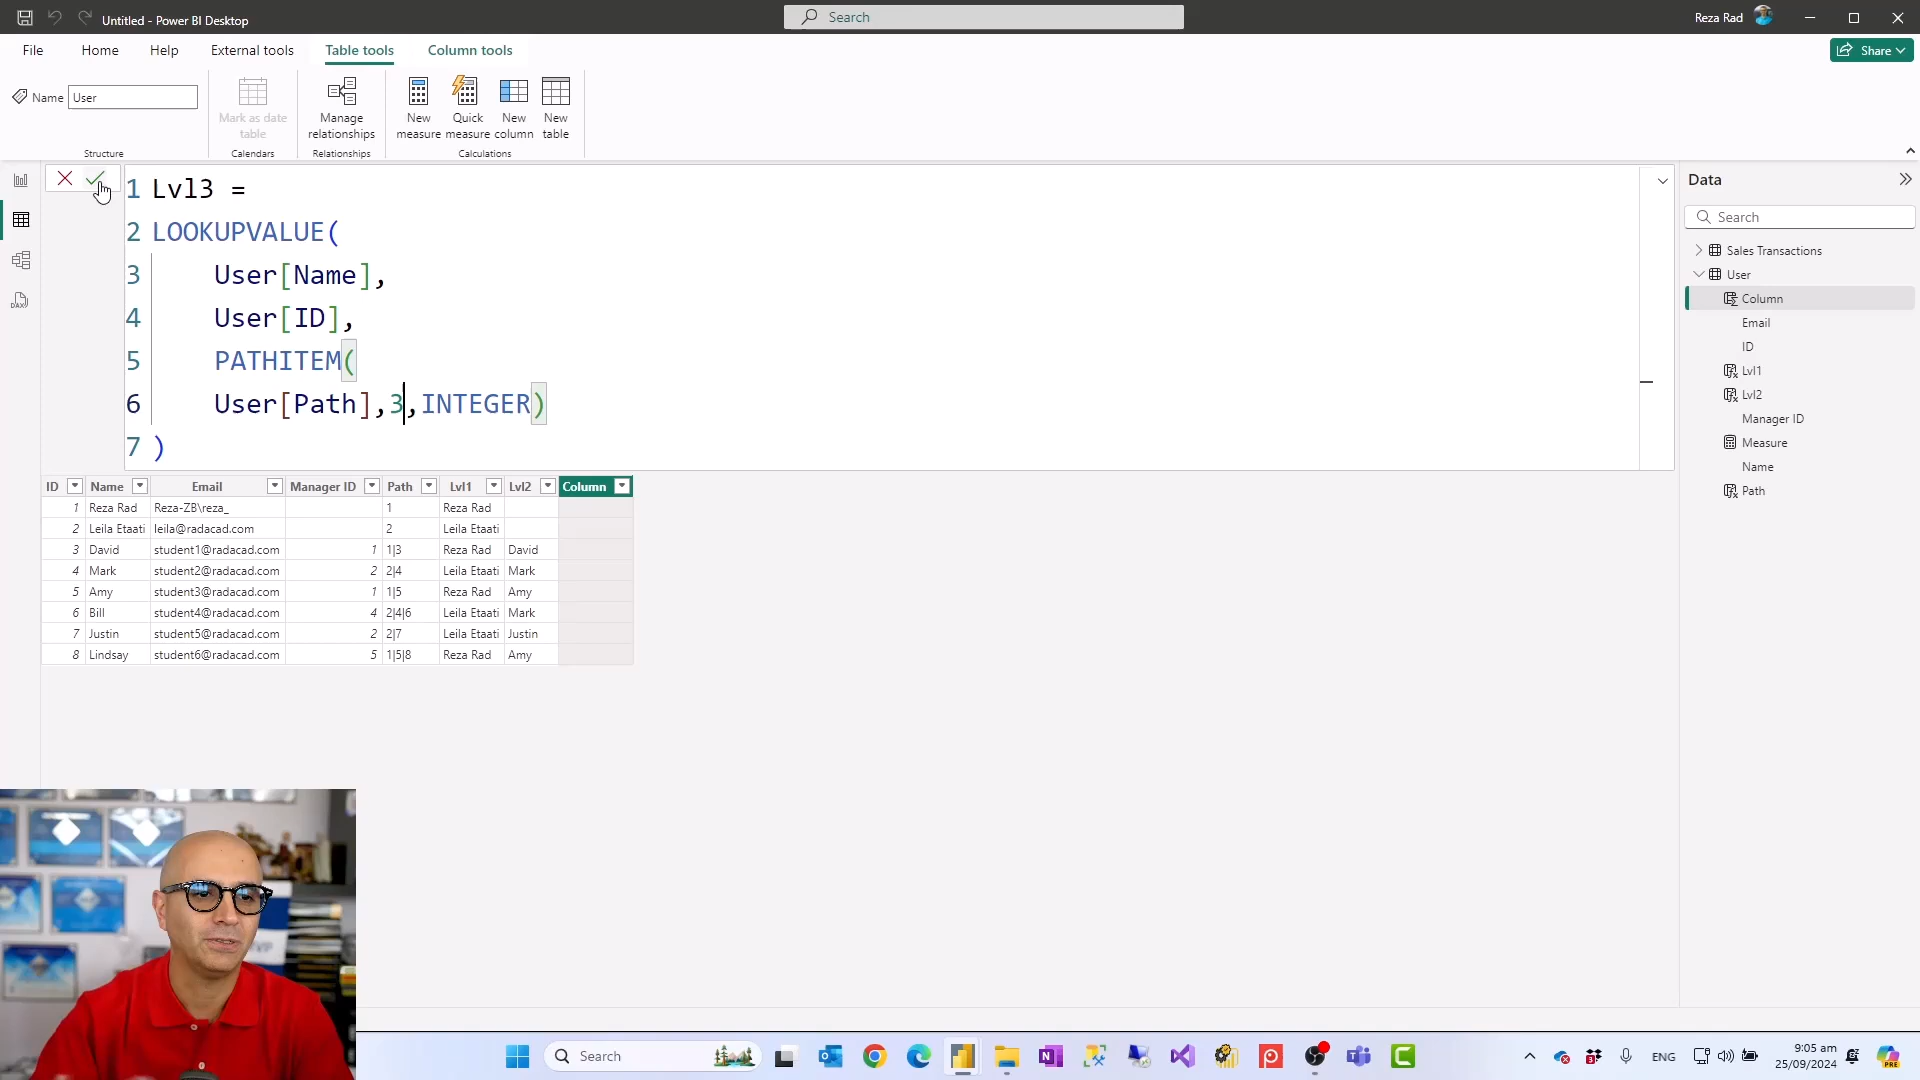 Untitled - Power BI Desktop
Search
Reza Rad
File
Home
Help
External tools
Table tools
Column tools
Share
Name
User
Mark as date
table
Manage
relationships
New
measure
Quick
measure
New
column
New
table
Structure
Calendars
Relationships
Calculations
1 Lvl3 =
2 LOOKUPVALUE(
3 User[Name],
4 User[ID],
5 PATHITEM(
6 User[Path],3,INTEGER)
7 )
Data
Search
Sales Transactions
User
Column
Email
ID
Lvl1
Lvl2
Manager ID
Measure
Name
Path
ID Name Email Manager ID Path Lvl1 Lvl2 Column
1 Reza Rad Reza-ZB\reza_ 1 Reza Rad
2 Leila Etaati leila@radacad.com 2 Leila Etaati
3 David student1@radacad.com 1 1|3 Reza Rad David
4 Mark student2@radacad.com 2 2|4 Leila Etaati Mark
5 Amy student3@radacad.com 1 1|5 Reza Rad Amy
6 Bill student4@radacad.com 4 2|4|6 Leila Etaati Mark
7 Justin student5@radacad.com 2 2|7 Leila Etaati Justin
8 Lindsay student6@radacad.com 5 1|5|8 Reza Rad Amy
Search
ENG
9:05 am
25/09/2024